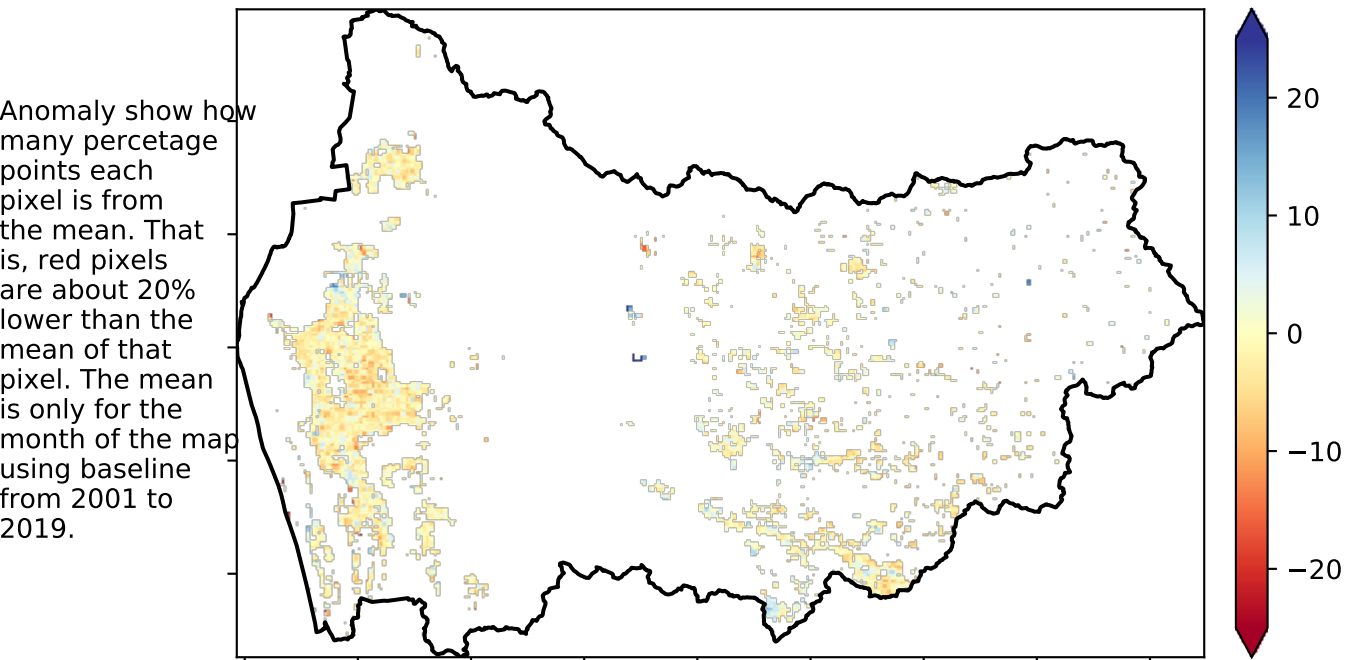 Anomaly show how
many percetage
points each
pixel is from
the mean. That
is, red pixels
are about 20%
lower than the
mean of that
pixel. The mean
is only for the
month of the map
using baseline
from 2001 to
2019.
20
10
0
−10
−20